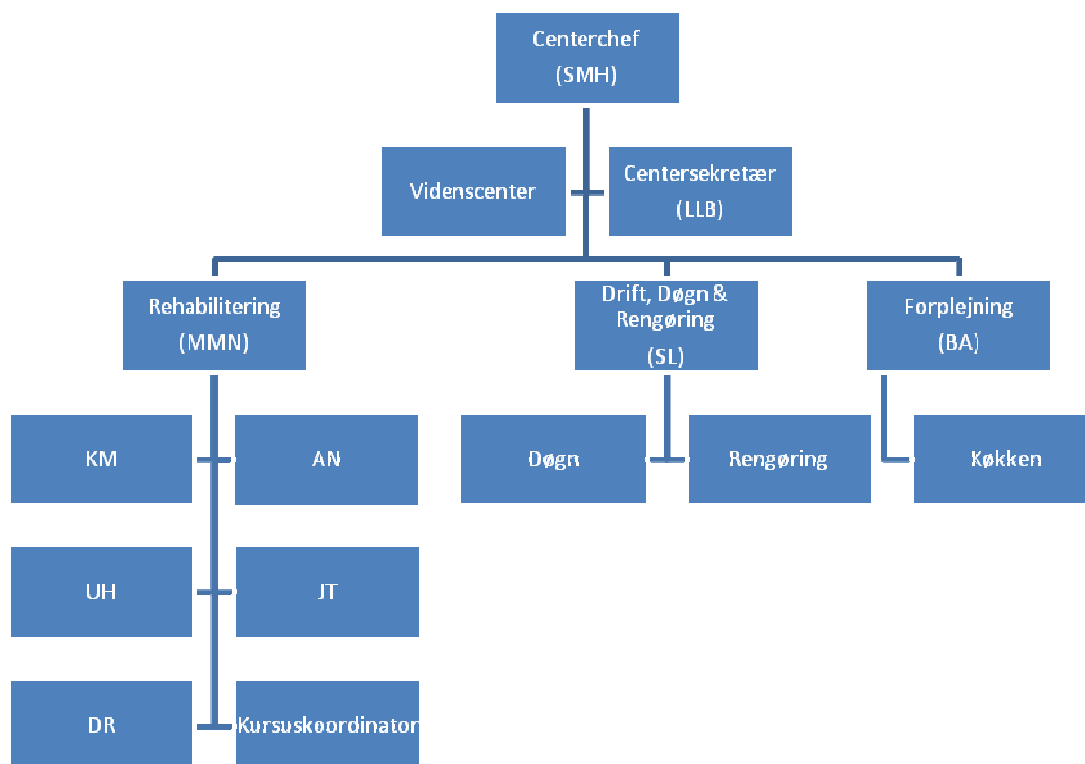 Centerchef
(SMH)
Videnscenter
Centersekretær
(LLB)
Rehabilitering
(MMN)
Drift, Døgn &
Rengøring
(SL)
Forplejning
(BA)
KM
AN
Døgn
Rengøring
Køkken
UH
JT
DR
Kursuskoordinator